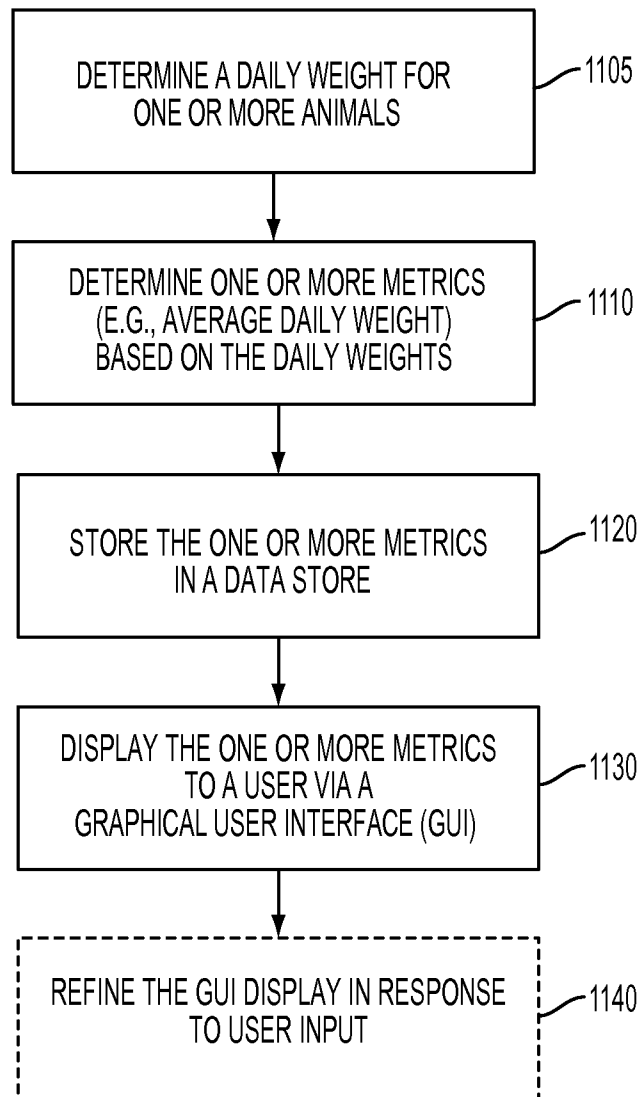 DETERMINE A DAILY WEIGHT FOR
ONE OR MORE ANIMALS
1105
DETERMINE ONE OR MORE METRICS
(E.G., AVERAGE DAILY WEIGHT)
BASED ON THE DAILY WEIGHTS
1110
STORE THE ONE OR MORE METRICS
IN A DATA STORE
1120
DISPLAY THE ONE OR MORE METRICS
TO A USER VIA A
GRAPHICAL USER INTERFACE (GUI)
1130
REFINE THE GUI DISPLAY IN RESPONSE
TO USER INPUT
1140